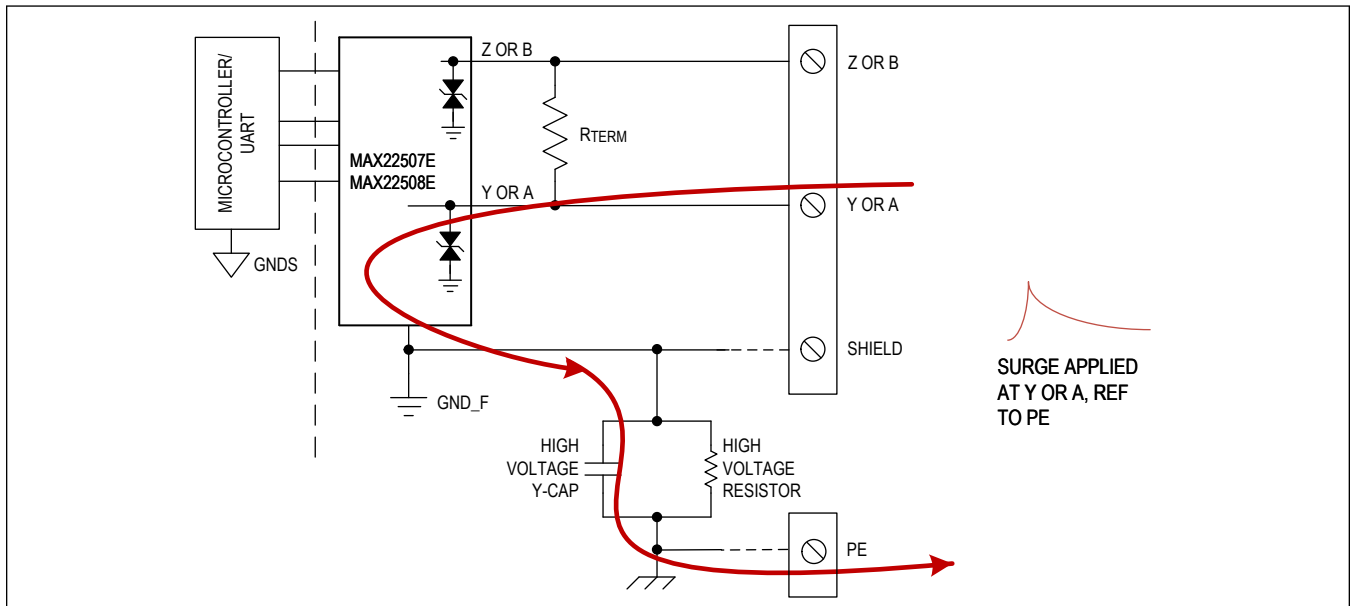 MICROCONTROLLER/
UART
GNDS
MAX22507E
MAX22508E
Z OR B
RTERM
Y OR A
Z OR B
Y OR A
SHIELD
GND_F
HIGH
VOLTAGE
Y-CAP
HIGH
VOLTAGE
RESISTOR
PE
SURGE APPLIED
AT Y OR A, REF
TO PE